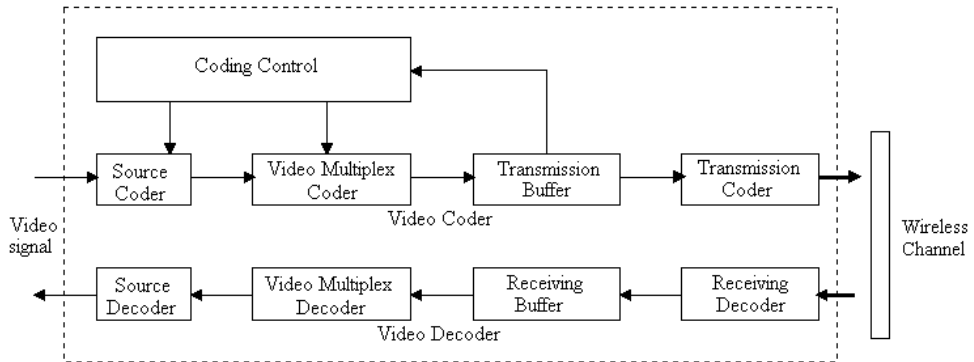 Coding Control
Source
Coder
Video Multiplex
Coder
Transmission
Buffer
Transmission
Coder
Video Coder
Video
signal
Wireless
Channel
Source
Decoder
Video Multiplex
Decoder
Receiving
Buffer
Receiving
Decoder
Video Decoder